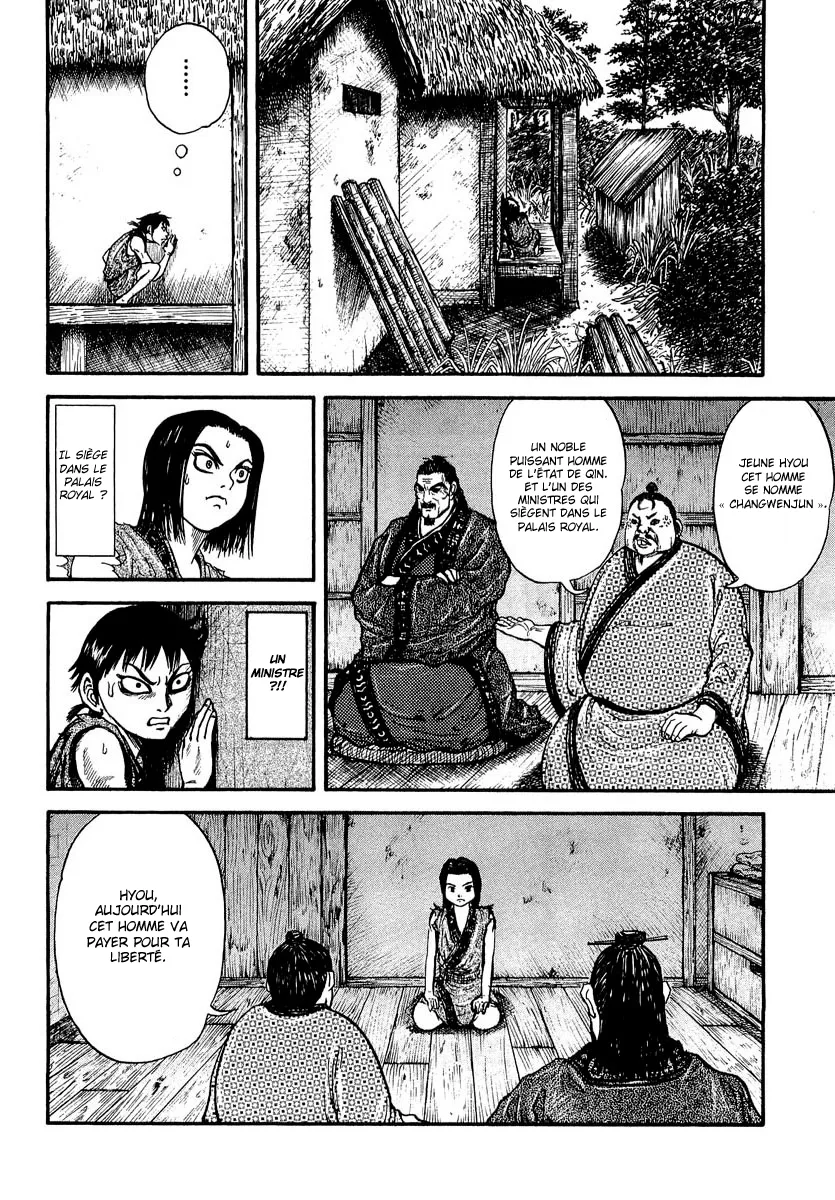 ......
JEUNE HYOU
CET HOMME
SE NOMME
« CHANGWENJUN ».
UN NOBLE
PUISSANT HOMME
DE L'ÉTAT DE QIN.
ET L'UN DES
MINISTRES QUI
SIÈGENT DANS LE
PALAIS ROYAL.
IL SIÈGE
DANS LE
PALAIS
ROYAL ?
UN
MINISTRE
?!!
HYOU,
AUJOURD'HUI
CET HOMME VA
PAYER POUR TA
LIBERTÉ.